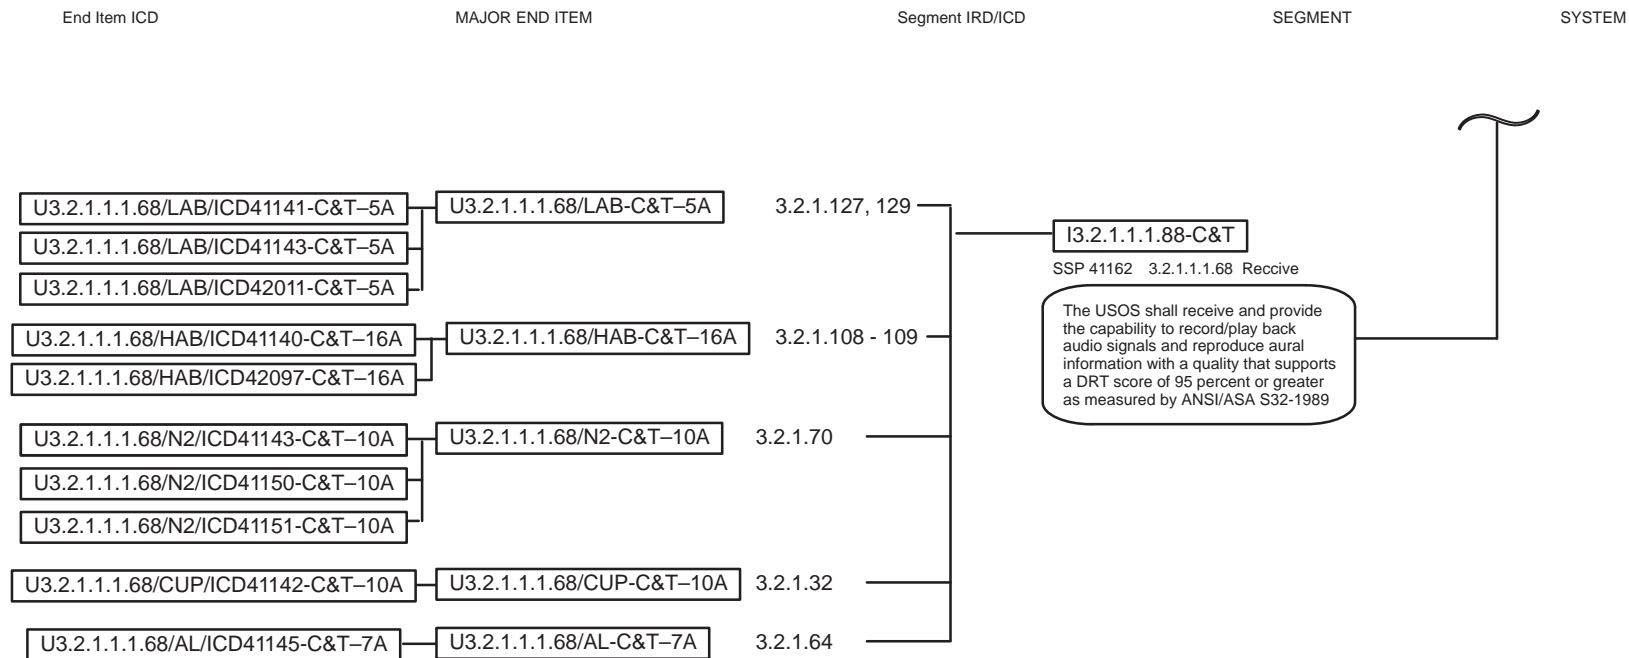 End Item ICD MAJOR END ITEM Segment IRD/ICD SEGMENT SYSTEM
U3.2.1.1.1.68/LAB/ICD41141-C&T–5A U3.2.1.1.1.68/LAB-C&T–5A 3.2.1.127, 129
U3.2.1.1.1.68/LAB/ICD41143-C&T–5A
U3.2.1.1.1.68/LAB/ICD42011-C&T–5A
I3.2.1.1.1.88-C&T
SSP 41162 3.2.1.1.1.68 Reccive
The USOS shall receive and provide
the capability to record/play back
audio signals and reproduce aural
information with a quality that supports
a DRT score of 95 percent or greater
as measured by ANSI/ASA S32-1989
U3.2.1.1.1.68/HAB/ICD41140-C&T–16A U3.2.1.1.1.68/HAB-C&T–16A 3.2.1.108 - 109
U3.2.1.1.1.68/HAB/ICD42097-C&T–16A
U3.2.1.1.1.68/N2/ICD41143-C&T–10A U3.2.1.1.1.68/N2-C&T–10A 3.2.1.70
U3.2.1.1.1.68/N2/ICD41150-C&T–10A
U3.2.1.1.1.68/N2/ICD41151-C&T–10A
U3.2.1.1.1.68/CUP/ICD41142-C&T–10A U3.2.1.1.1.68/CUP-C&T–10A 3.2.1.32
U3.2.1.1.1.68/AL/ICD41145-C&T–7A U3.2.1.1.1.68/AL-C&T–7A 3.2.1.64